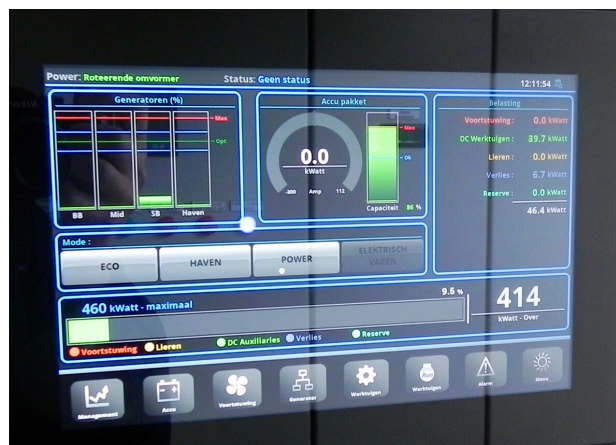 Power: Roteerende omvormer Status: Geen status 12:11:54
Generatoren (%)
Max
Opt
BB Mid SB Haven
Accu pakket
0.0
kWatt
-300 Amp 112
Max
Ok
Capaciteit 86 %
Belasting
Voortstuwing : 0.0 kWatt
DC Werktuigen : 39.7 kWatt
Lieren : 0.0 kWatt
Verlies : 6.7 kWatt
Reserve : 0.0 kWatt
46.4 kWatt
Mode :
ECO HAVEN POWER ELEKTRISCH
VAREN
460 kWatt - maximaal 9.5 %
414
kWatt - Over
Voortstuwing Lieren DC Auxiliaries Verlies Reserve
Management Accu Voortstuwing Generator Werktuigen Run Werktuigen Alarm Menu